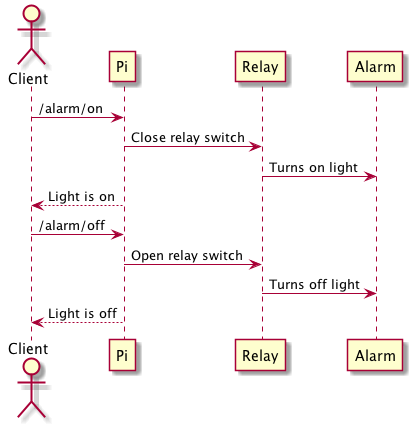 Client
Pi
Relay
Alarm
/alarm/on
Close relay switch
Turns on light
Light is on
/alarm/off
Open relay switch
Turns off light
Light is off
Client
Pi
Relay
Alarm